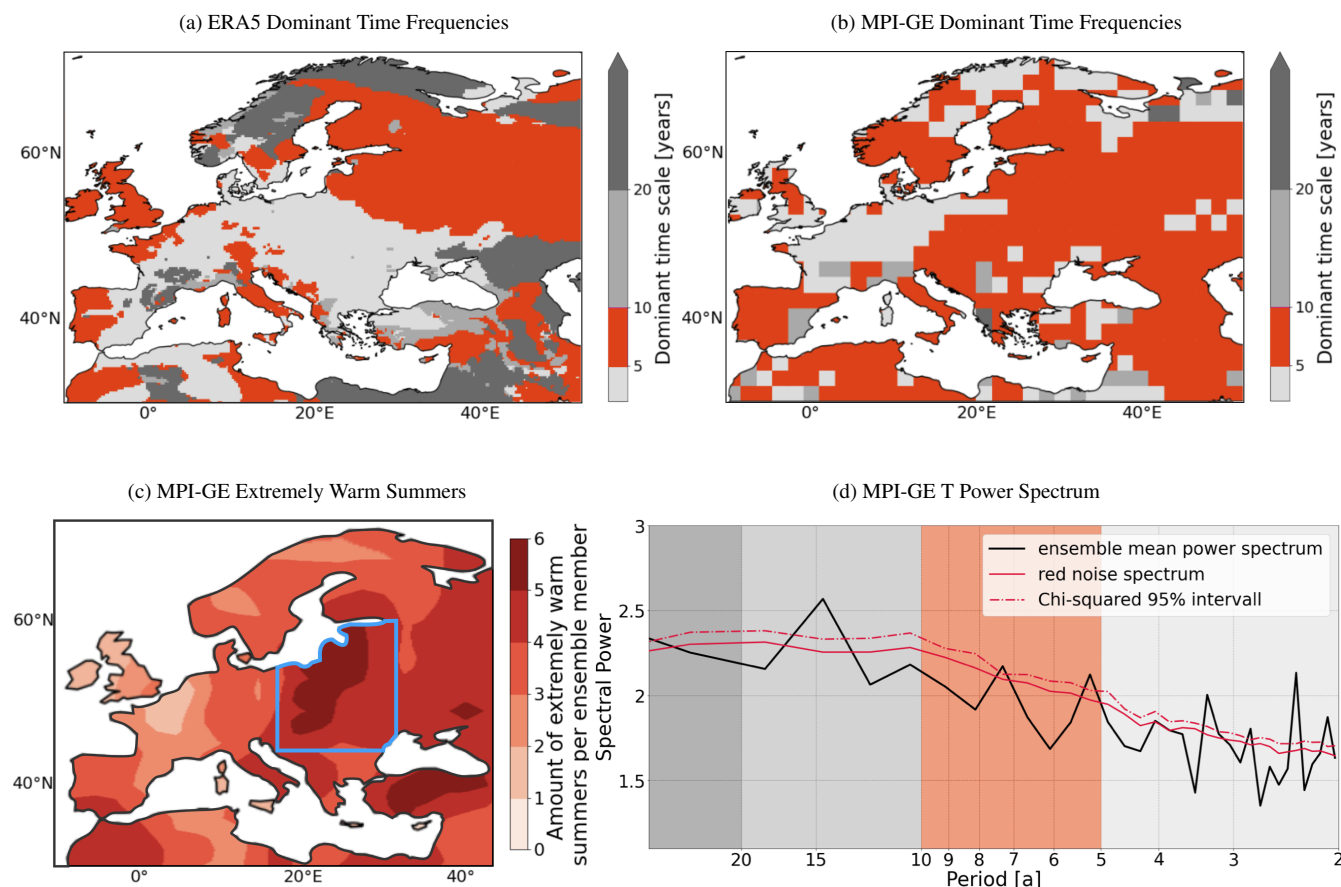 (a) ERA5 Dominant Time Frequencies
60°N
40°N
0°
20°E
40°E
20
10
5
Dominant time scale [years]
(b) MPI-GE Dominant Time Frequencies
60°N
40°N
0°
20°E
40°E
20
10
5
Dominant time scale [years]
(c) MPI-GE Extremely Warm Summers
60°N
40°N
0°
20°E
40°E
6
5
4
3
2
1
0
Amount of extremely warm
summers per ensemble member
(d) MPI-GE T Power Spectrum
3
2.5
2
1.5
Spectral Power
ensemble mean power spectrum
red noise spectrum
Chi-squared 95% intervall
20
15
10
9
8
7
6
5
4
3
2
Period [a]